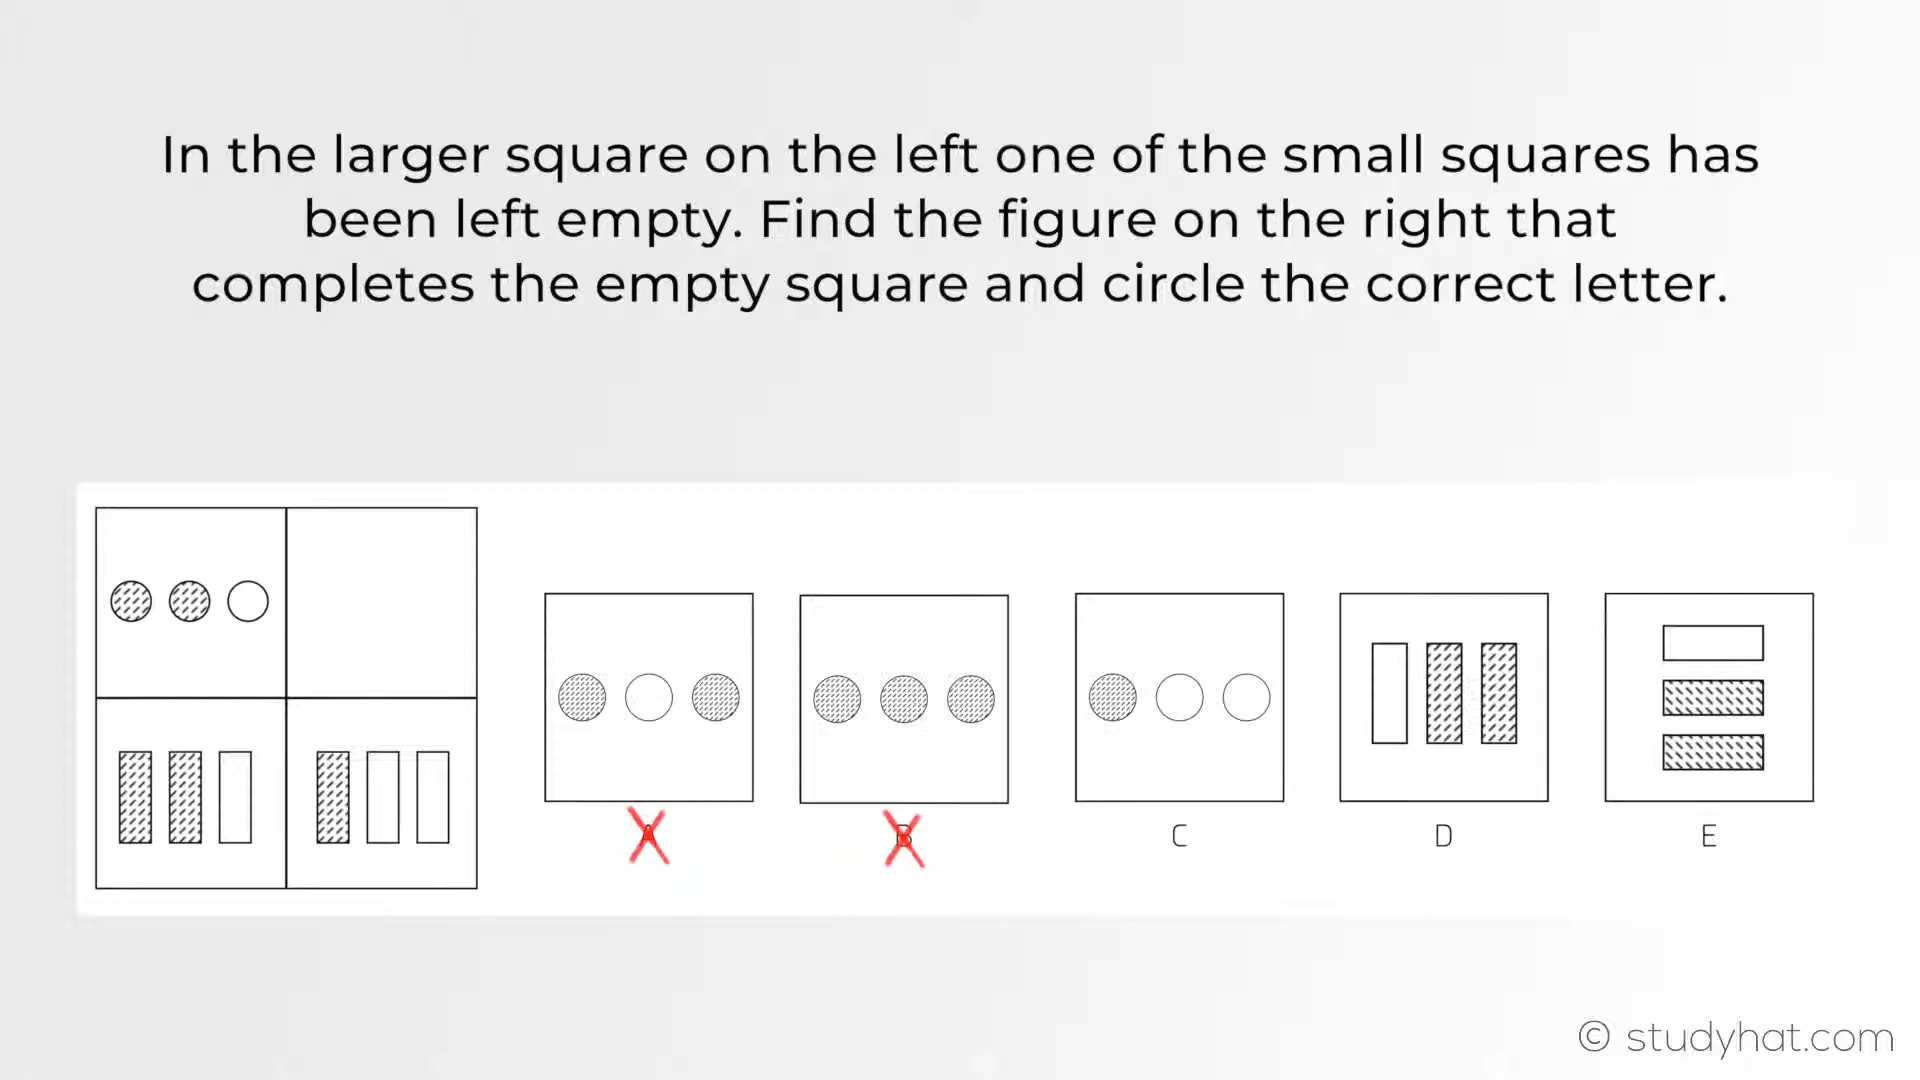 In the larger square on the left one of the small squares has
been left empty. Find the figure on the right that
completes the empty square and circle the correct letter.
A B C D E
© studyhat.com